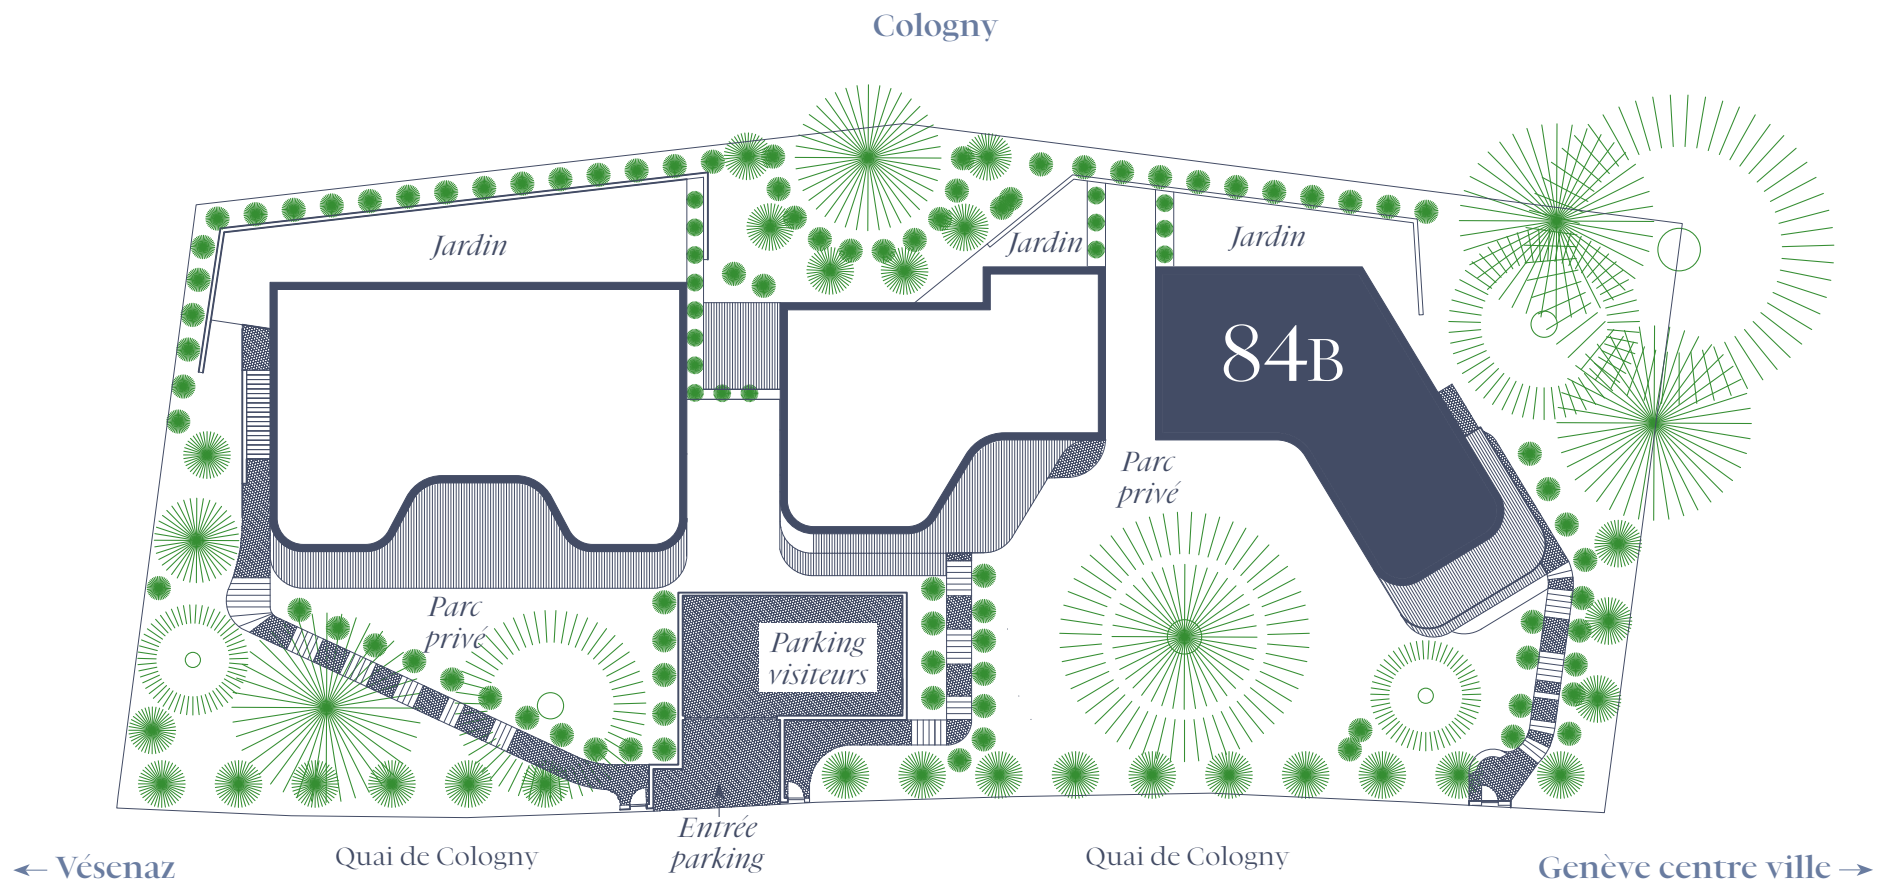 Cologny
Jardin
Jardin
Jardin
84B
Parc
privé
Parc
privé
Parking
visiteurs
Entrée
parking
← Vésenaz
Quai de Cologny
Quai de Cologny
Genève centre ville →